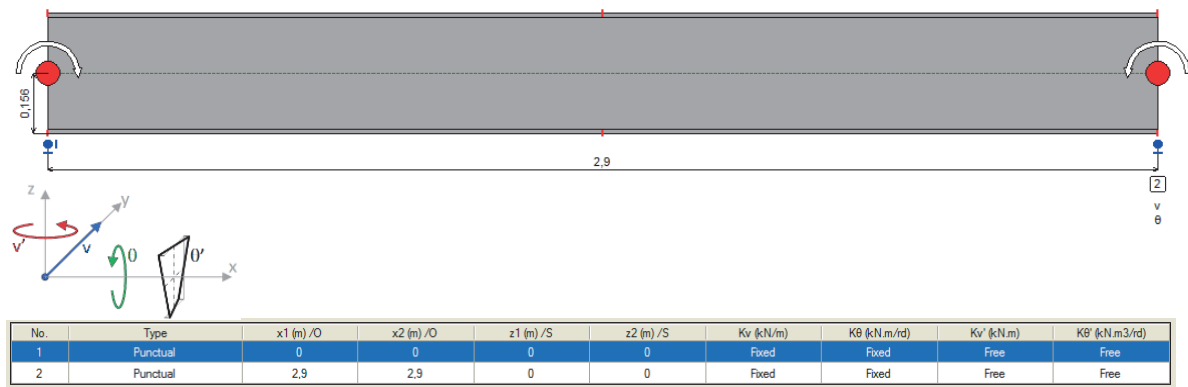 0,156
I
2,9
2
v
θ
z
y
v'
v
θ
θ'
x
No. Type x1 (m) /O x2 (m) /O z1 (m) /S z2 (m) /S Kv (kN/m) Kθ (kN.m/rd) Kv' (kN.m) Kθ' (kN.m3/rd)
1 Punctual 0 0 0 0 Fixed Fixed Free Free
2 Punctual 2,9 2,9 0 0 Fixed Fixed Free Free